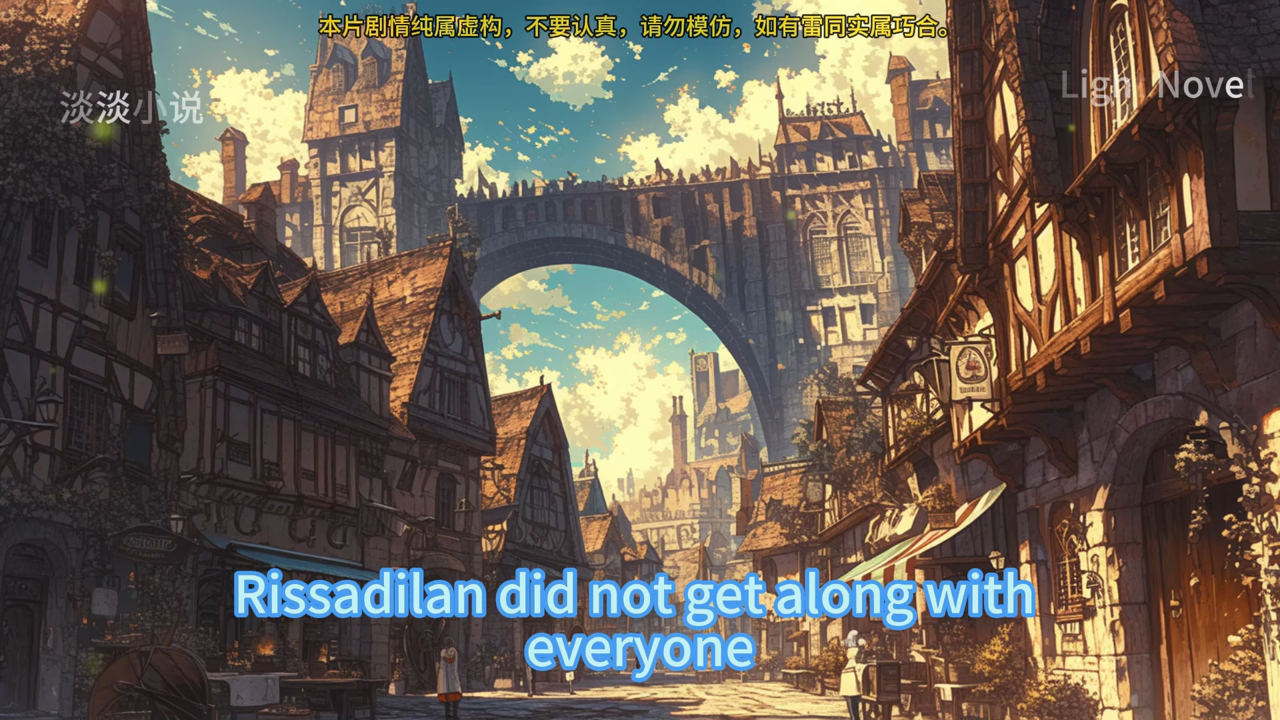 本片剧情纯属虚构，不要认真，请勿模仿，如有雷同实属巧合。
淡淡小说
Light Novel
Rissadilan did not get along with
everyone